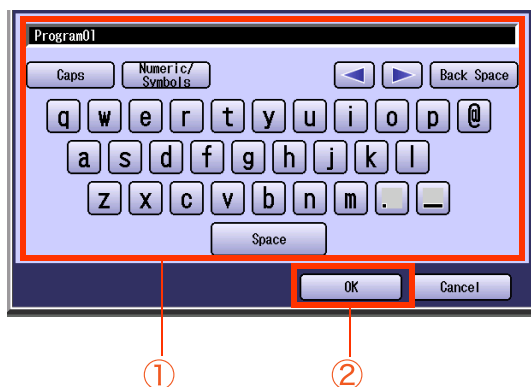 Program01
Caps Numeric/ Symbols Back Space
q w e r t y u i o p @
a s d f g h j k l
z x c v b n m . _
Space
OK Cancel
① ②